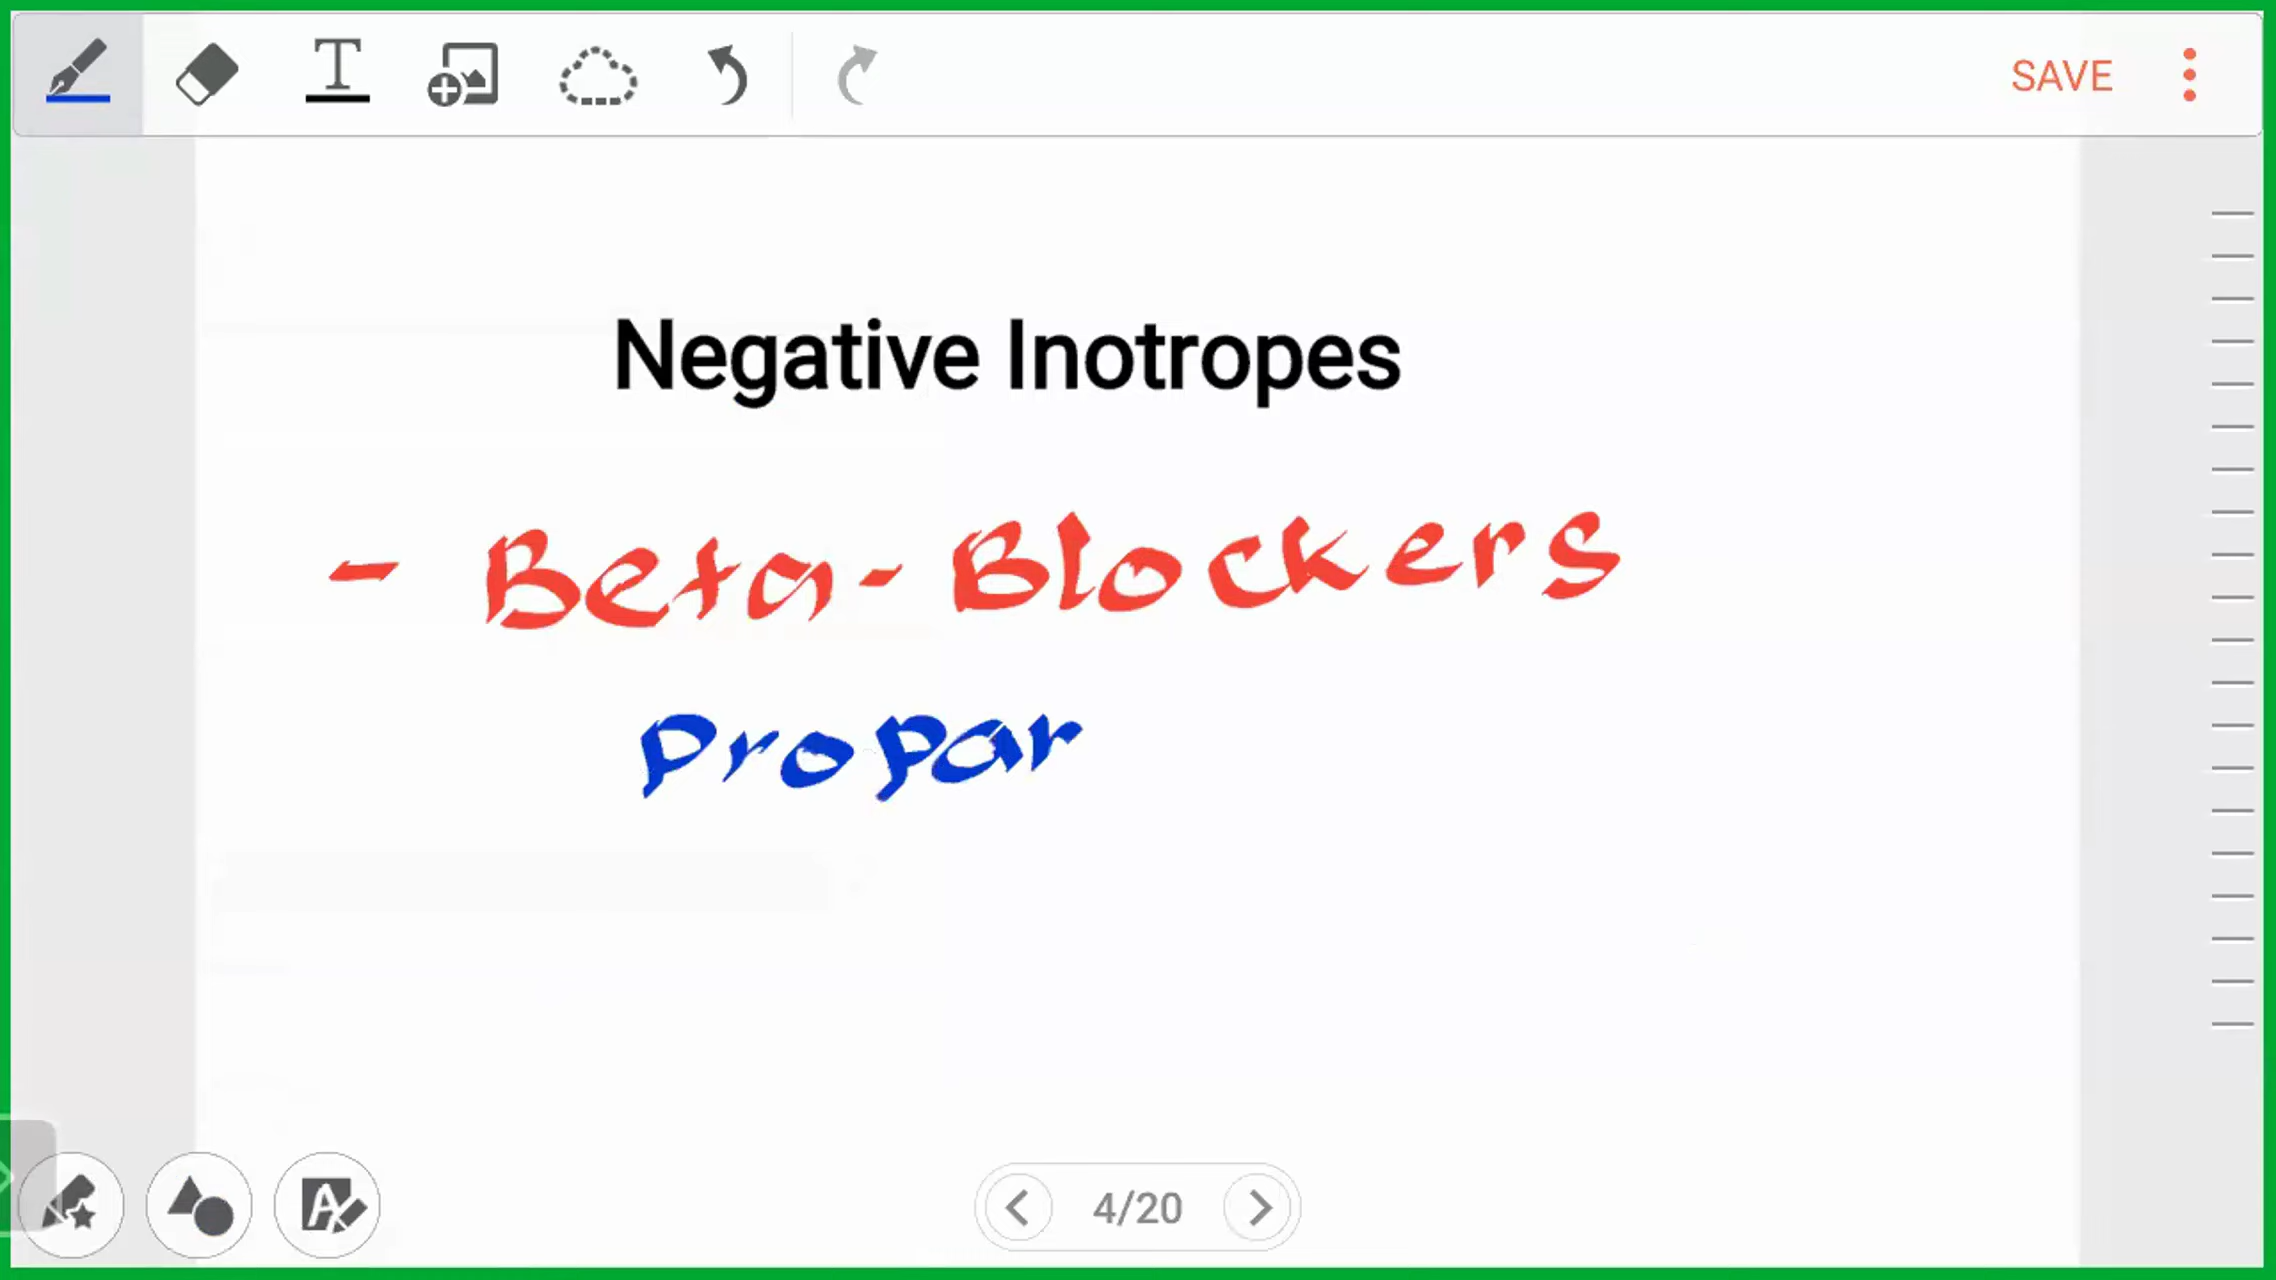 SAVE
Negative Inotropes
- Beta-Blockers
Propar
4/20